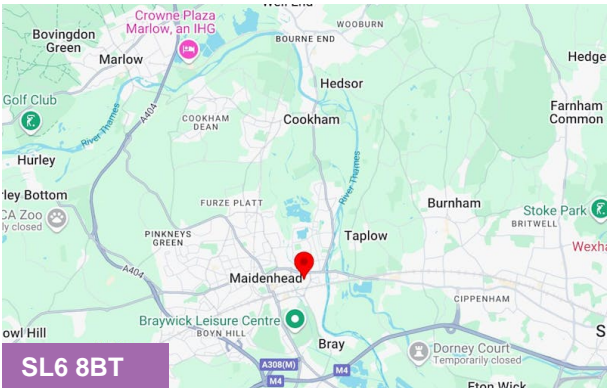 Well End
Crowne Plaza
Marlow, an IHG
WOOBURN
Bovingdon
Green
BOURNE END
Marlow
Hedge
Hedsor
Golf Club
A404
COOKHAM
DEAN
Cookham
Farnham
Common
River Thames
Hurley
River Thames
ley Bottom
FURZE PLATT
Burnham
Stoke Park
CA Zoo
ly closed
BRITWELL
PINKNEYS
GREEN
Taplow
Wexha
A404
Maidenhead
CIPPENHAM
Braywick Leisure Centre
owl Hill
BOYN HILL
Bray
S
Dorney Court
Temporarily closed
SL6 8BT
A308(M)
M4
M4
Eton Wick